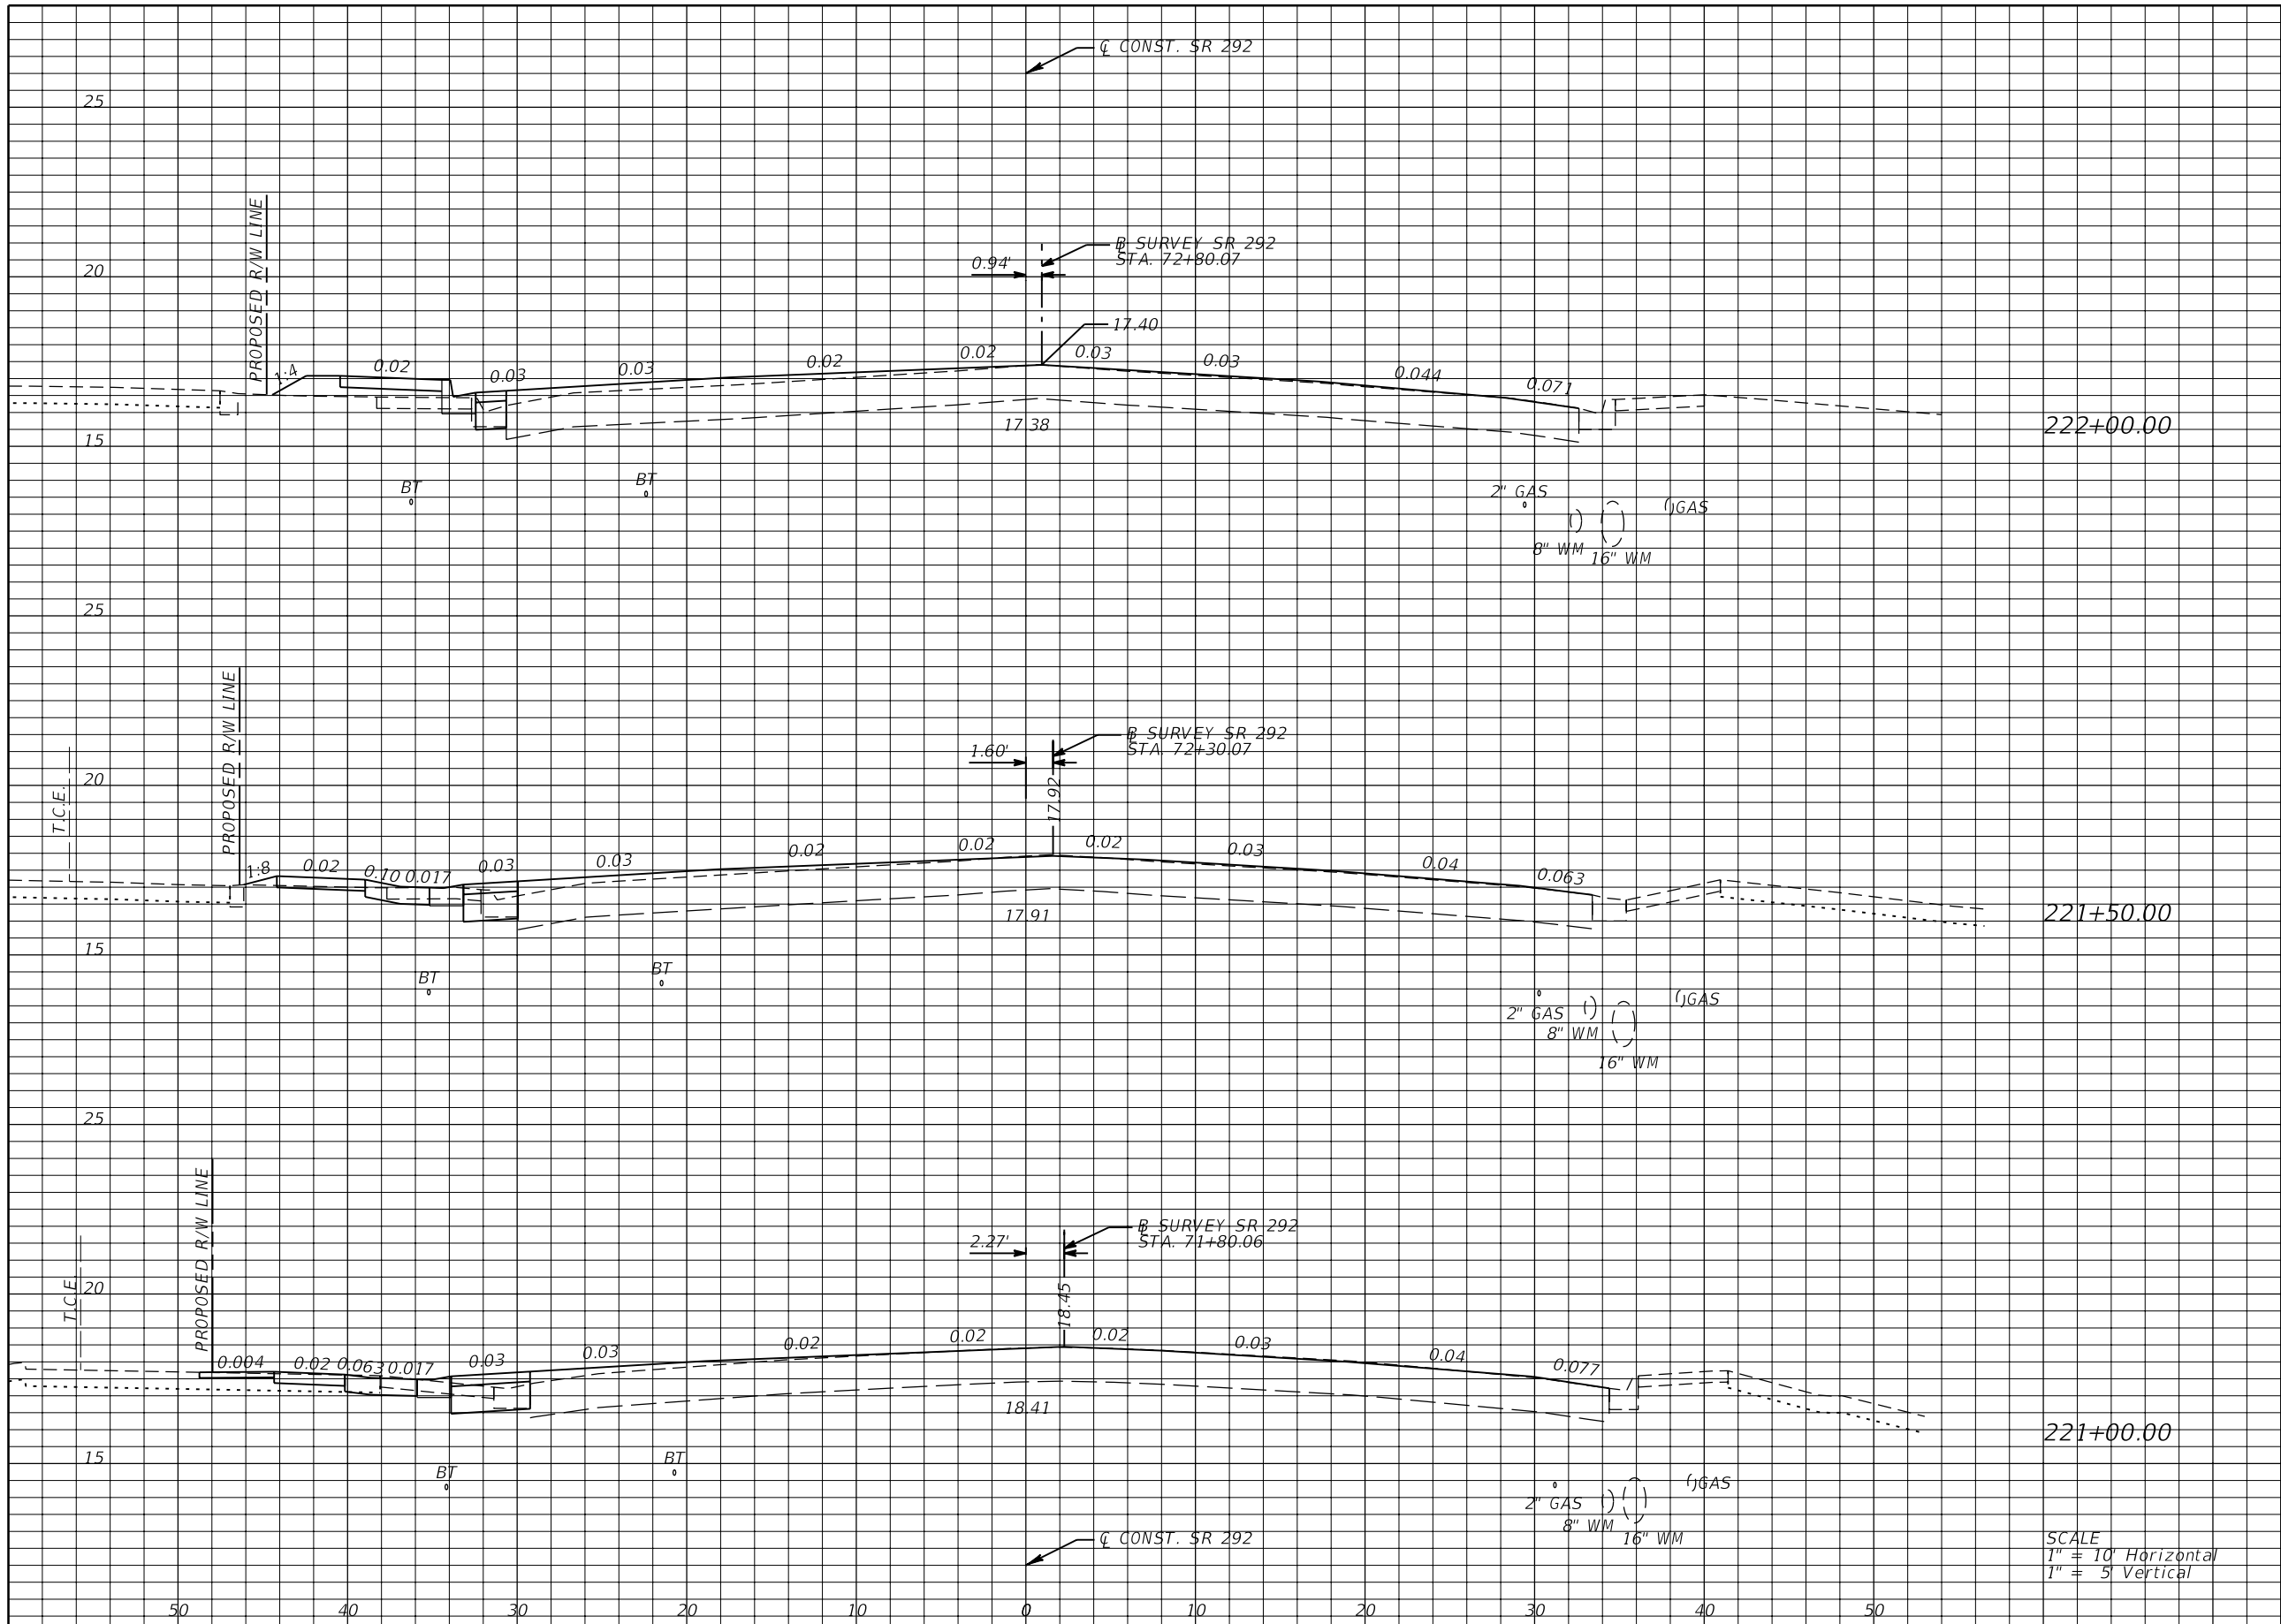 ℄ CONST. SR 292
25
PROPOSED R/W LINE
20
0.94'
B̵L SURVEY SR 292
STA. 72+80.07
17.40
1:4
0.02
0.03
0.03
0.02
0.02
0.03
0.03
0.044
0.071
17.38
15
222+00.00
BT
BT
2" GAS
GAS
8" WM
16" WM
25
PROPOSED R/W LINE
T.C.E.
20
1.60'
B̵L SURVEY SR 292
STA. 72+30.07
17.92
1:8
0.02
0.10
0.017
0.03
0.03
0.02
0.02
0.02
0.03
0.04
0.063
17.91
15
221+50.00
BT
BT
2" GAS
GAS
8" WM
16" WM
25
PROPOSED R/W LINE
T.C.E.
20
2.27'
B̵L SURVEY SR 292
STA. 71+80.06
18.45
0.004
0.02
0.063
0.017
0.03
0.03
0.02
0.02
0.02
0.03
0.04
0.077
18.41
15
221+00.00
BT
BT
2" GAS
GAS
8" WM
16" WM
℄ CONST. SR 292
SCALE
1" = 10' Horizontal
1" = 5' Vertical
50 40 30 20 10 0 10 20 30 40 50